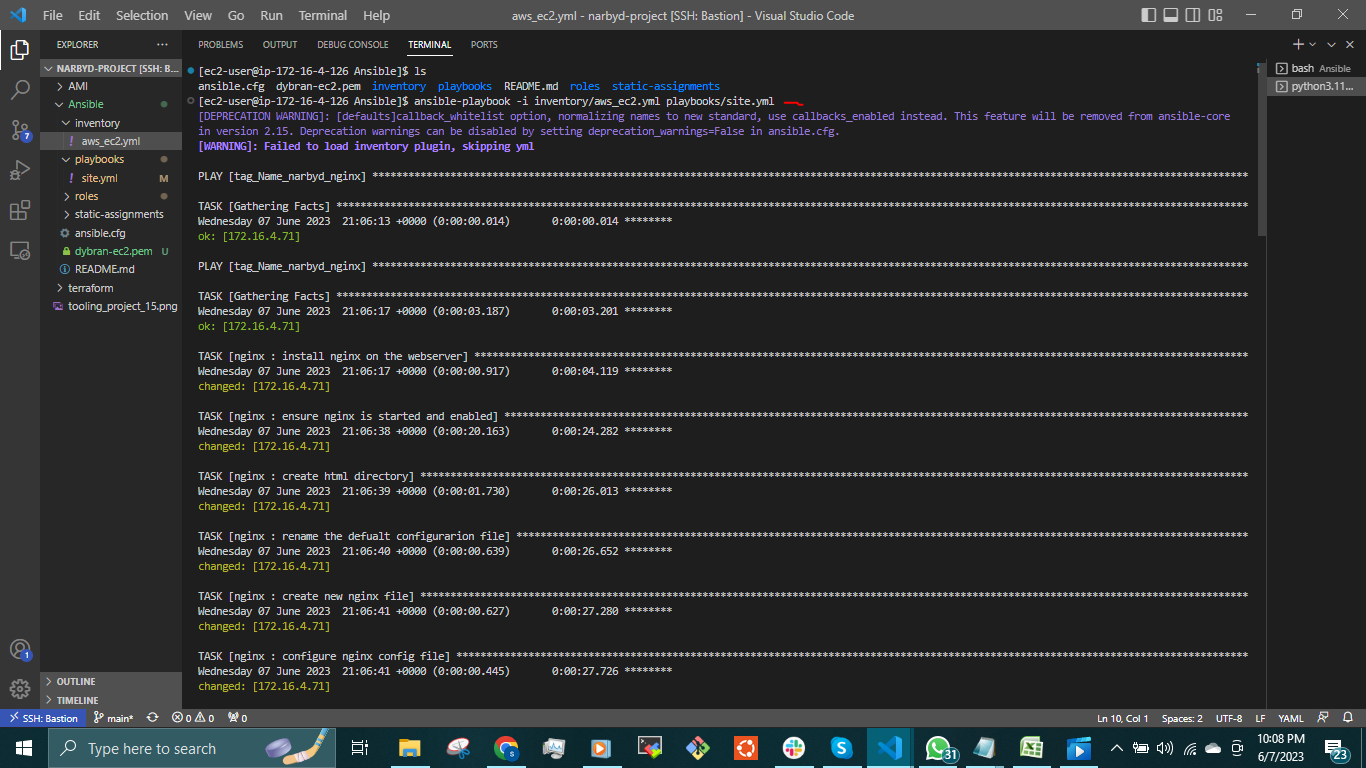 File Edit Selection View Go Run Terminal Help
aws_ec2.yml - narbyd-project [SSH: Bastion] - Visual Studio Code
EXPLORER ···
NARBYD-PROJECT [SSH: B...
AMI
Ansible
inventory
! aws_ec2.yml
playbooks
! site.yml M
roles
static-assignments
ansible.cfg
dybran-ec2.pem U
README.md
terraform
tooling_project_15.png
OUTLINE
TIMELINE
7
1
PROBLEMS OUTPUT DEBUG CONSOLE TERMINAL PORTS
bash Ansible
python3.11...
[ec2-user@ip-172-16-4-126 Ansible]$ ls
ansible.cfg dybran-ec2.pem inventory playbooks README.md roles static-assignments
[ec2-user@ip-172-16-4-126 Ansible]$ ansible-playbook -i inventory/aws_ec2.yml playbooks/site.yml
[DEPRECATION WARNING]: [defaults]callback_whitelist option, normalizing names to new standard, use callbacks_enabled instead. This feature will be removed from ansible-core
in version 2.15. Deprecation warnings can be disabled by setting deprecation_warnings=False in ansible.cfg.
[WARNING]: Failed to load inventory plugin, skipping yml
PLAY [tag_Name_narbyd_nginx] ********
TASK [Gathering Facts] ********
Wednesday 07 June 2023 21:06:13 +0000 (0:00:00.014) 0:00:00.014 ********
ok: [172.16.4.71]
PLAY [tag_Name_narbyd_nginx] ********
TASK [Gathering Facts] ********
Wednesday 07 June 2023 21:06:17 +0000 (0:00:03.187) 0:00:03.201 ********
ok: [172.16.4.71]
TASK [nginx : install nginx on the webserver] ********
Wednesday 07 June 2023 21:06:17 +0000 (0:00:00.917) 0:00:04.119 ********
changed: [172.16.4.71]
TASK [nginx : ensure nginx is started and enabled] ********
Wednesday 07 June 2023 21:06:38 +0000 (0:00:20.163) 0:00:24.282 ********
changed: [172.16.4.71]
TASK [nginx : create html directory] ********
Wednesday 07 June 2023 21:06:39 +0000 (0:00:01.730) 0:00:26.013 ********
changed: [172.16.4.71]
TASK [nginx : rename the defualt configurarion file] ********
Wednesday 07 June 2023 21:06:40 +0000 (0:00:00.639) 0:00:26.652 ********
changed: [172.16.4.71]
TASK [nginx : create new nginx file] ********
Wednesday 07 June 2023 21:06:41 +0000 (0:00:00.627) 0:00:27.280 ********
changed: [172.16.4.71]
TASK [nginx : configure nginx config file] ********
Wednesday 07 June 2023 21:06:41 +0000 (0:00:00.445) 0:00:27.726 ********
changed: [172.16.4.71]
SSH: Bastion main* 0 0 0 Ln 10, Col 1 Spaces: 2 UTF-8 LF YAML
Type here to search
31
10:08 PM
6/7/2023
23